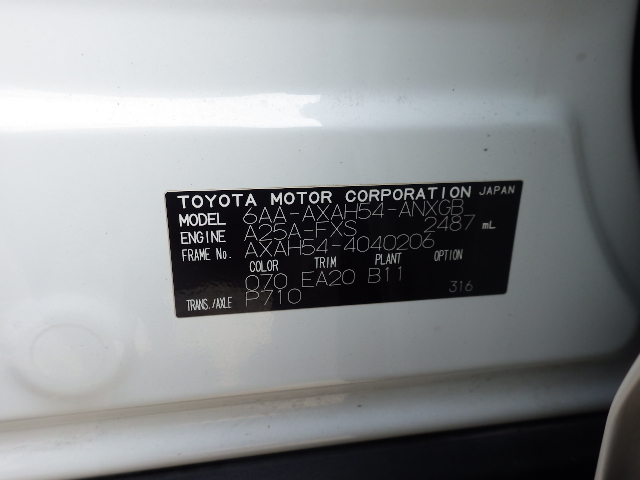 TOYOTA MOTOR CORPORATION JAPAN
MODEL 6AA-AXAH54-ANXGB
ENGINE A25A-FXS 2487 mL
FRAME No. AXAH54-4040206
COLOR TRIM PLANT OPTION
070 EA20 B11
TRANS./AXLE P710 316